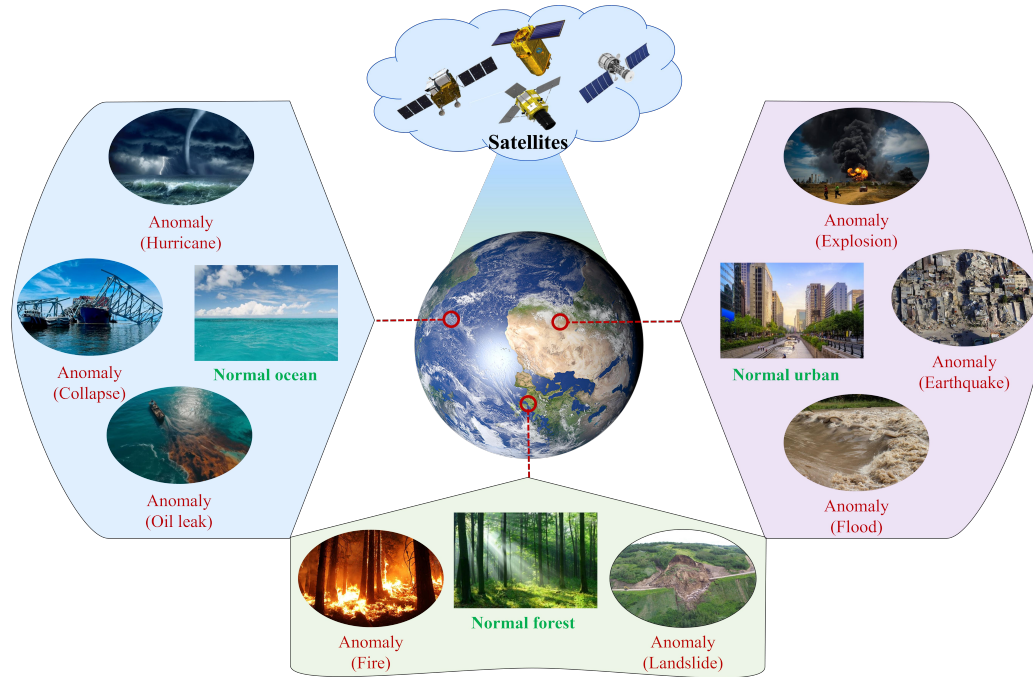 Satellites
Anomaly
(Hurricane)
Anomaly
(Collapse)
Normal ocean
Anomaly
(Oil leak)
Anomaly
(Explosion)
Normal urban
Anomaly
(Earthquake)
Anomaly
(Flood)
Anomaly
(Fire)
Normal forest
Anomaly
(Landslide)